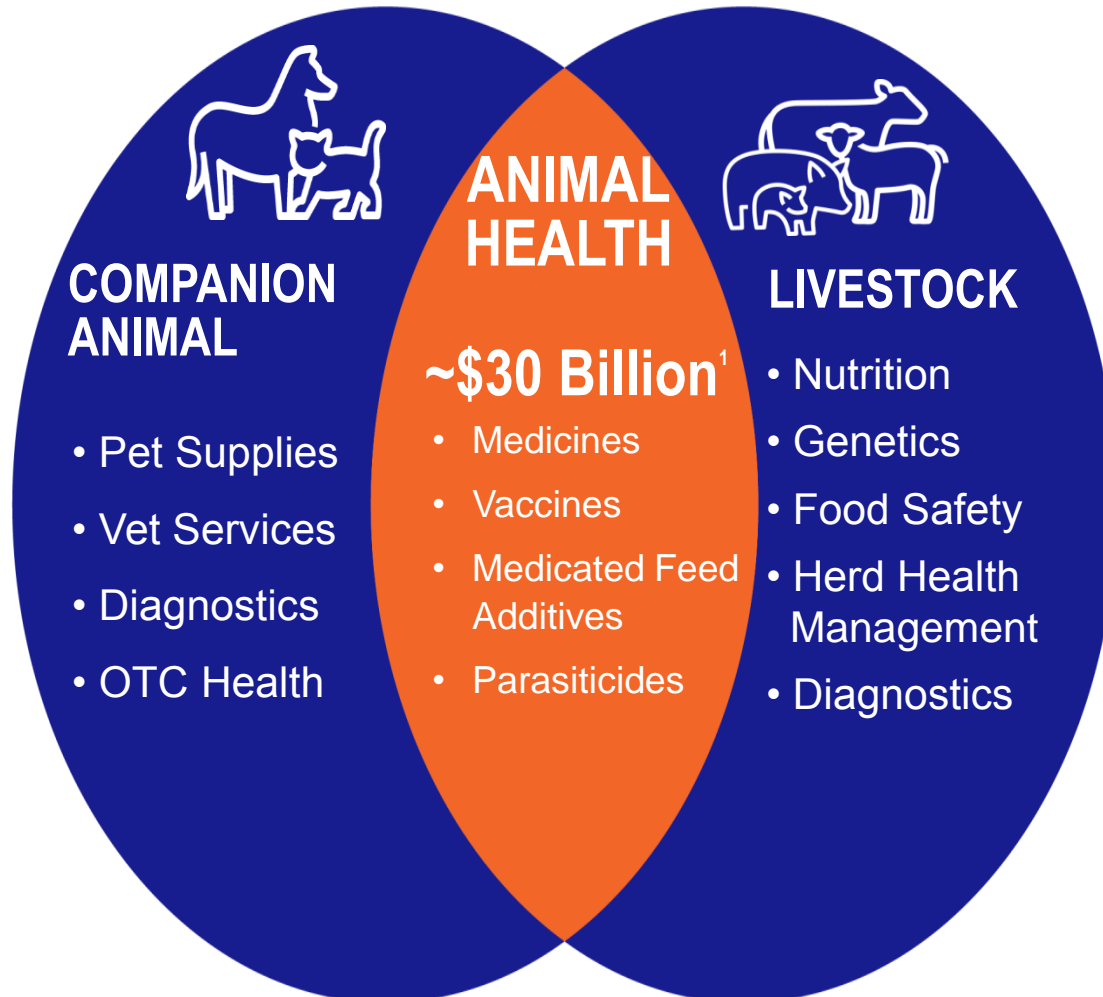 COMPANION
ANIMAL
• Pet Supplies
• Vet Services
• Diagnostics
• OTC Health
ANIMAL
HEALTH
~$30 Billion¹
• Medicines
• Vaccines
• Medicated Feed
Additives
• Parasiticides
LIVESTOCK
• Nutrition
• Genetics
• Food Safety
• Herd Health
Management
• Diagnostics